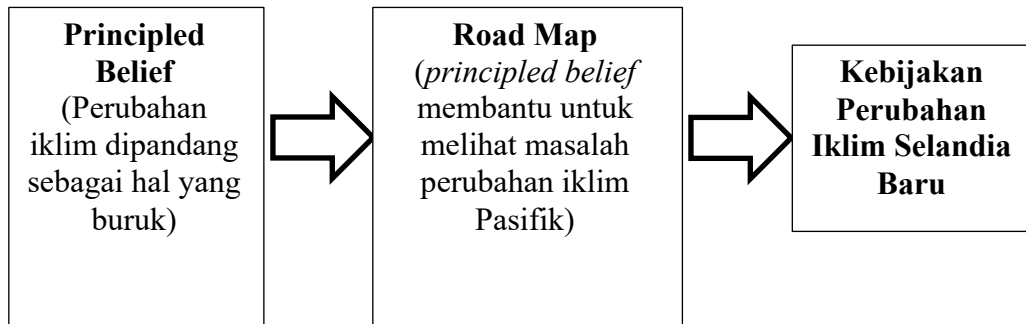 Principled
Belief
(Perubahan
iklim dipandang
sebagai hal yang
buruk)
Road Map
(principled belief
membantu untuk
melihat masalah
perubahan iklim
Pasifik)
Kebijakan
Perubahan
Iklim Selandia
Baru